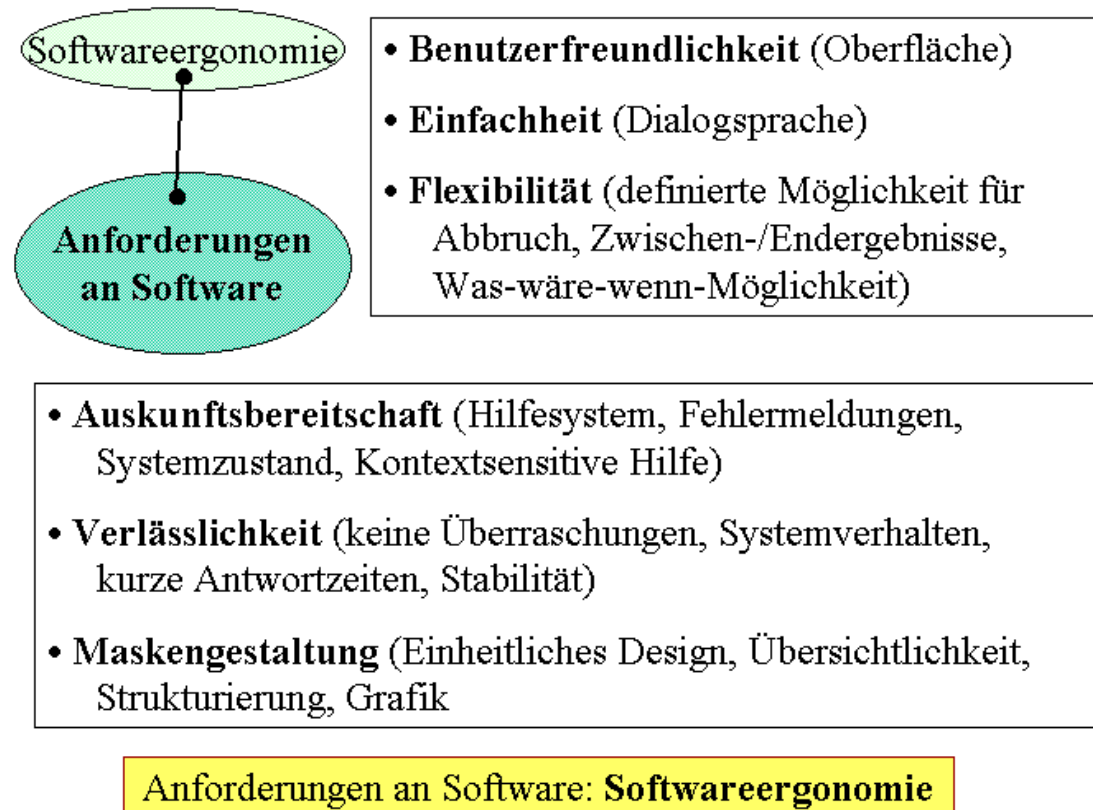 Softwareergonomie
Anforderungen
an Software
• Benutzerfreundlichkeit (Oberfläche)
• Einfachheit (Dialogsprache)
• Flexibilität (definierte Möglichkeit für
Abbruch, Zwischen-/Endergebnisse,
Was-wäre-wenn-Möglichkeit)
• Auskunftsbereitschaft (Hilfesystem, Fehlermeldungen,
Systemzustand, Kontextsensitive Hilfe)
• Verlässlichkeit (keine Überraschungen, Systemverhalten,
kurze Antwortzeiten, Stabilität)
• Maskengestaltung (Einheitliches Design, Übersichtlichkeit,
Strukturierung, Grafik
Anforderungen an Software: Softwareergonomie